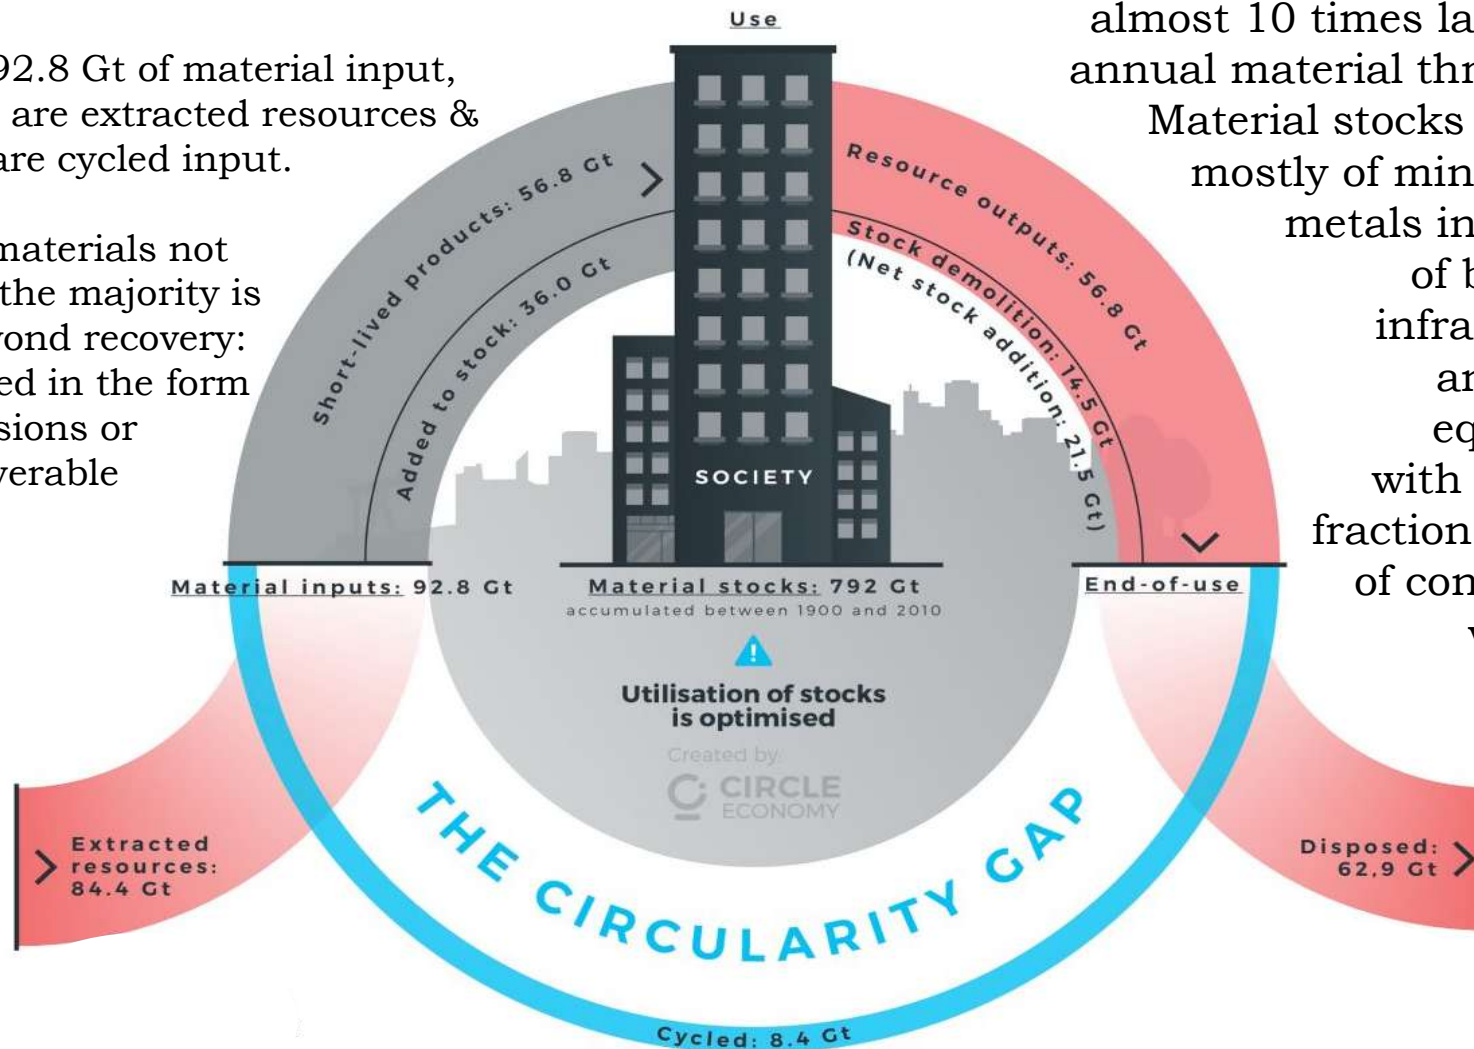 Use
92.8 Gt of material input,
are extracted resources &
are cycled input.
materials not
the majority is
yond recovery:
ed in the form
sions or
verable
almost 10 times la
annual material thr
Material stocks
mostly of min
metals in
of b
infra
an
eq
with
fraction
of con
Short-lived products: 56.8 Gt
Added to stock: 36.0 Gt
Resource outputs: 56.8 Gt
Stock demolition: 14.5 Gt
(Net stock addition: 21.5 Gt)
SOCIETY
Material inputs: 92.8 Gt
Material stocks: 792 Gt
accumulated between 1900 and 2010
End-of-use
!
Utilisation of stocks
is optimised
Created by:
CIRCLE
ECONOMY
THE CIRCULARITY GAP
Extracted
resources:
84.4 Gt
Disposed:
62,9 Gt
Cycled: 8.4 Gt